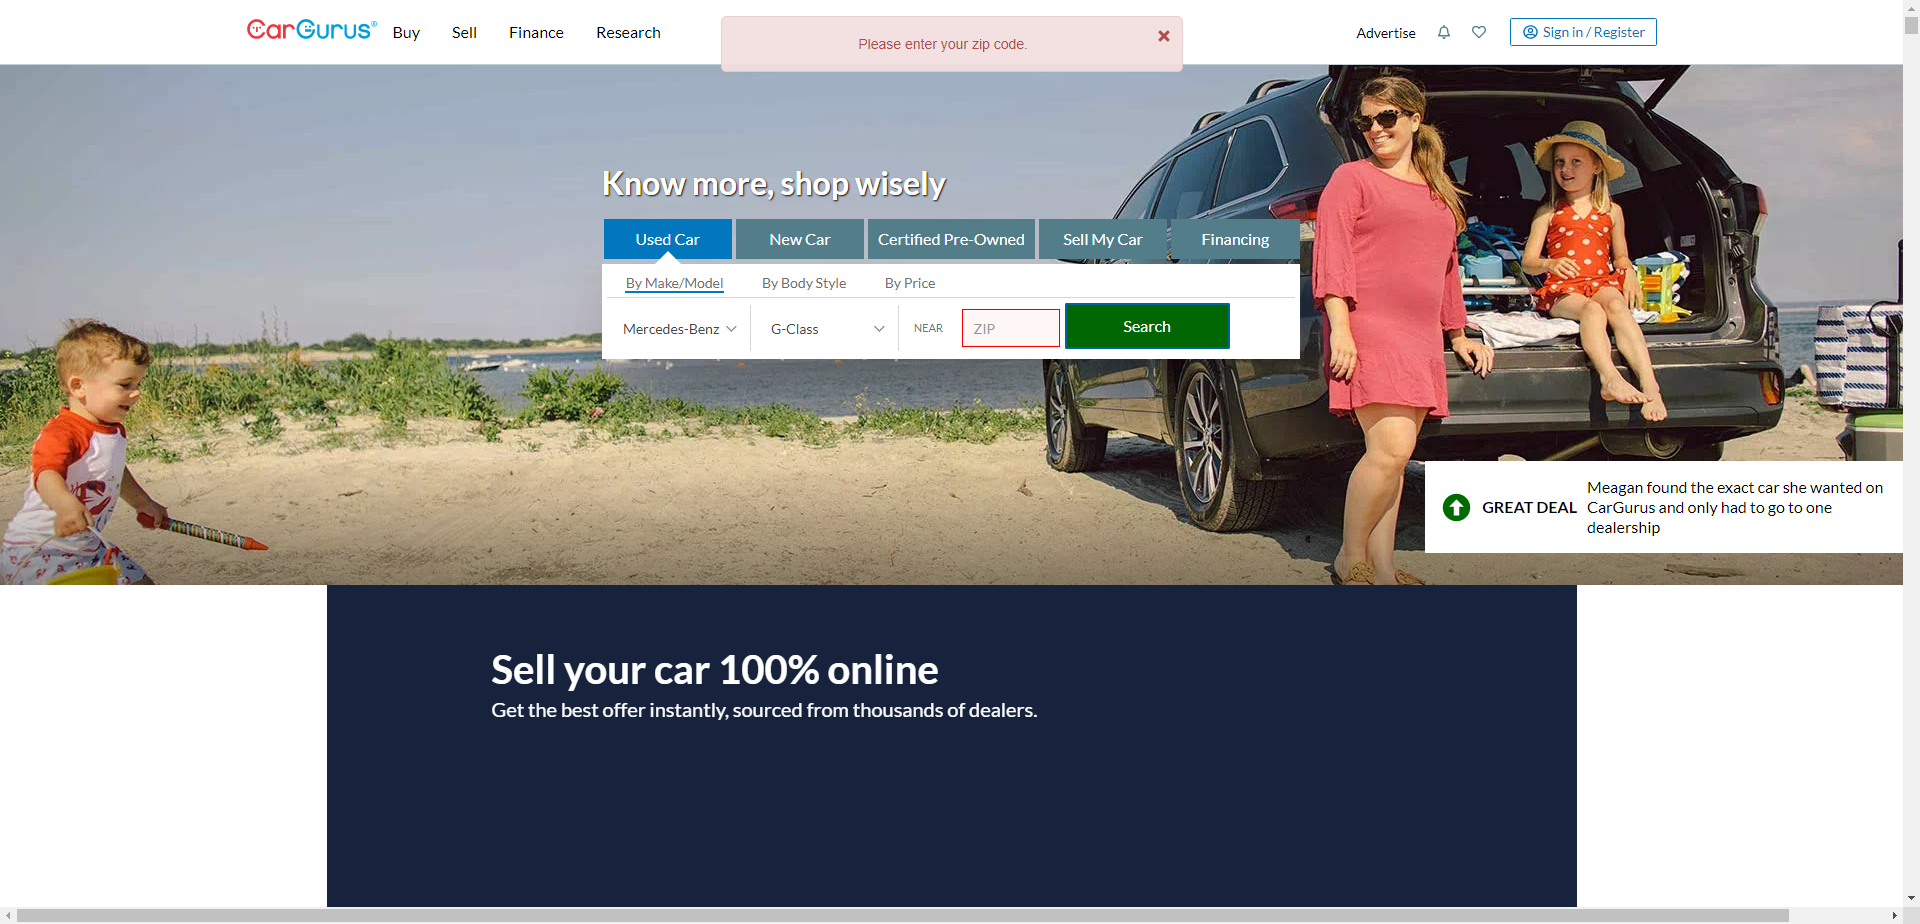 CarGurus®
Buy
Sell
Finance
Research
Please enter your zip code.
Advertise
Sign in / Register
Know more, shop wisely
Used Car
New Car
Certified Pre-Owned
Sell My Car
Financing
By Make/Model
By Body Style
By Price
Mercedes-Benz
G-Class
NEAR
ZIP
Search
GREAT DEAL
Meagan found the exact car she wanted on
CarGurus and only had to go to one
dealership
Sell your car 100% online
Get the best offer instantly, sourced from thousands of dealers.